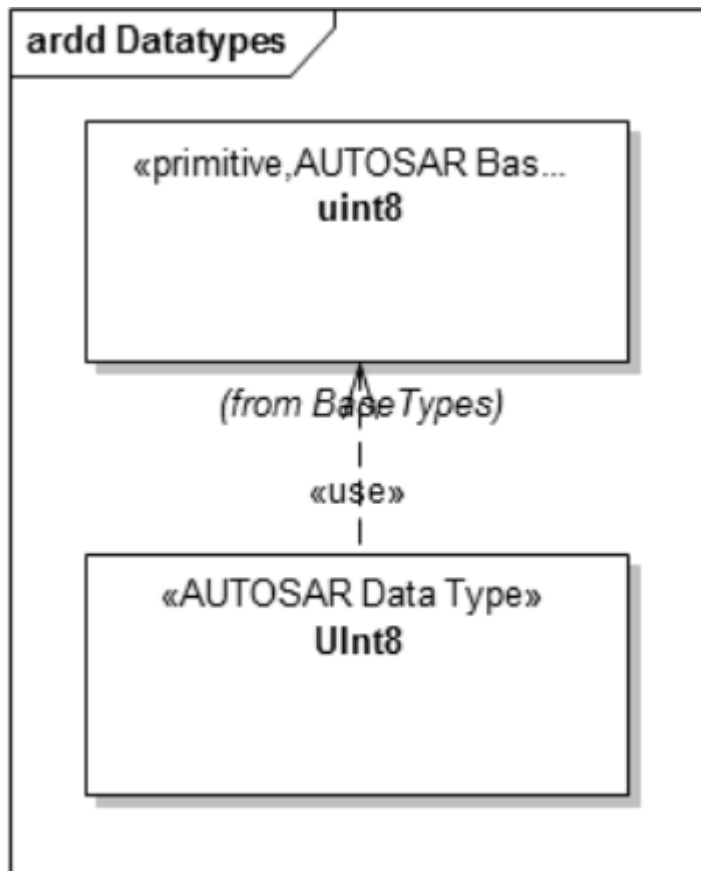 ardd Datatypes
«primitive,AUTOSAR Bas...
uint8
(from BaseTypes)
«use»
«AUTOSAR Data Type»
UInt8